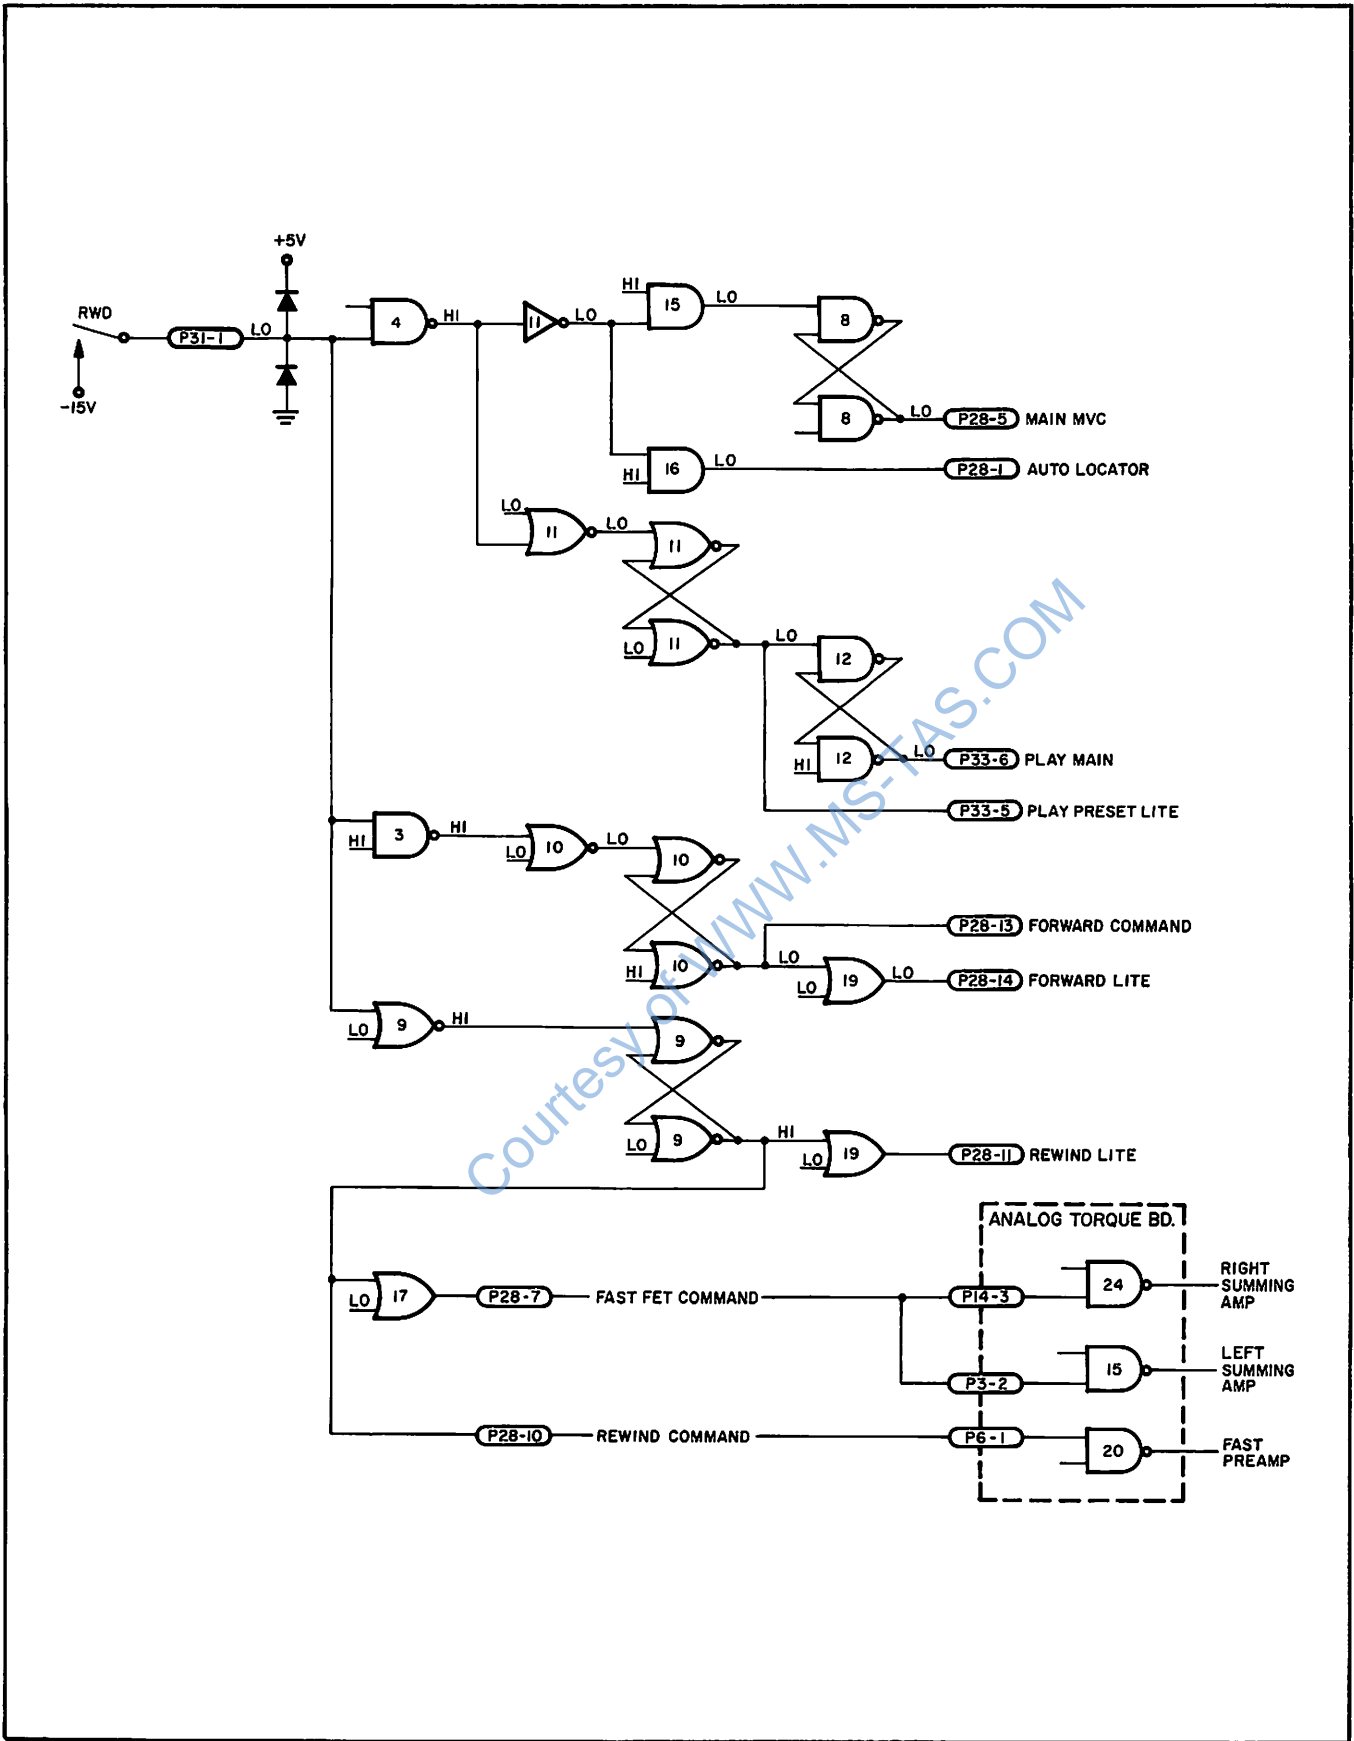 +5V
RWD
P31-1
LO
-15V
4
HI
11
LO
HI
15
LO
8
8
LO
P28-5
MAIN MVC
16
HI
LO
P28-1
AUTO LOCATOR
LO
11
LO
11
LO
11
LO
12
HI
12
LO
P33-6
PLAY MAIN
P33-5
PLAY PRESET LITE
HI
3
HI
LO
10
LO
10
HI
10
LO
P28-13
FORWARD COMMAND
LO
19
LO
P28-14
FORWARD LITE
LO
9
HI
9
LO
9
HI
LO
19
P28-11
REWIND LITE
LO
17
P28-7
FAST FET COMMAND
ANALOG TORQUE BD.
P14-3
24
RIGHT
SUMMING
AMP
P3-2
15
LEFT
SUMMING
AMP
P28-10
REWIND COMMAND
P6-1
20
FAST
PREAMP
Courtesy of WWW.MS-TAS.COM